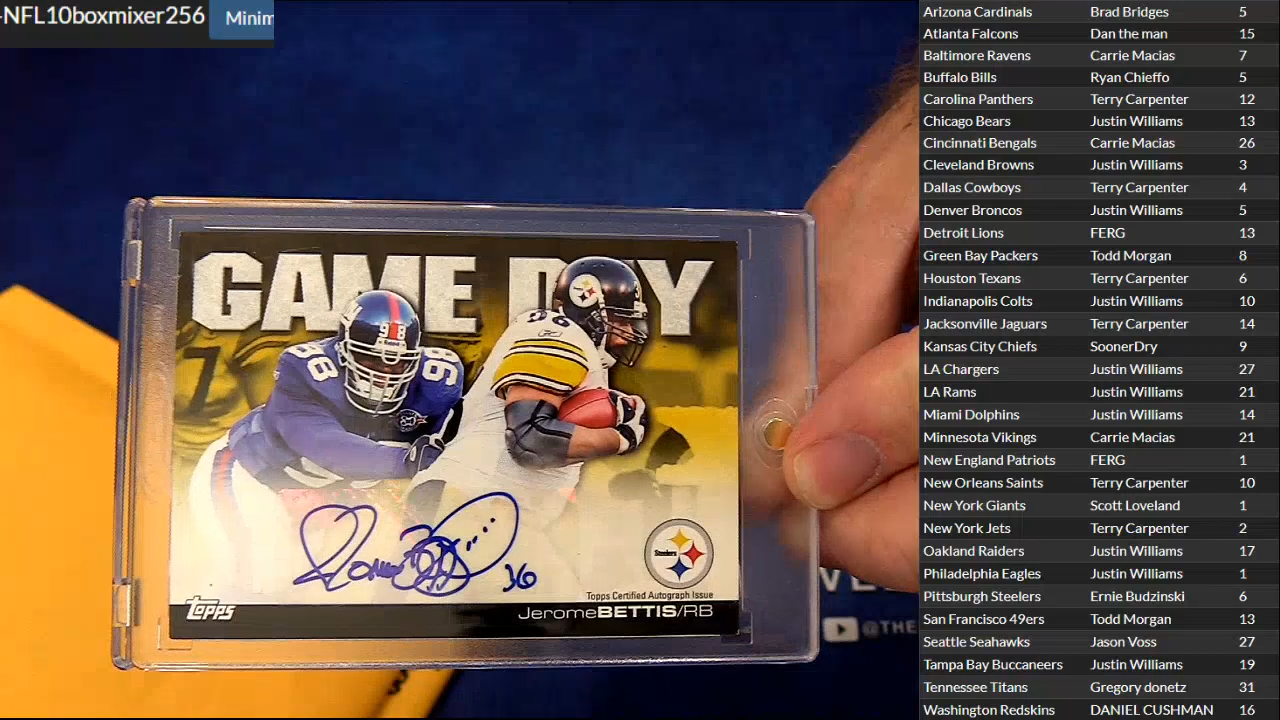 -NFL10boxmixer256 Minim
GAME DAY
98
98
98
36
36
Steelers
Topps Certified Autograph Issue
Topps
JeromeBETTIS/RB
@THE
Arizona Cardinals Brad Bridges 5
Atlanta Falcons Dan the man 15
Baltimore Ravens Carrie Macias 7
Buffalo Bills Ryan Chieffo 5
Carolina Panthers Terry Carpenter 12
Chicago Bears Justin Williams 13
Cincinnati Bengals Carrie Macias 26
Cleveland Browns Justin Williams 3
Dallas Cowboys Terry Carpenter 4
Denver Broncos Justin Williams 5
Detroit Lions FERG 13
Green Bay Packers Todd Morgan 8
Houston Texans Terry Carpenter 6
Indianapolis Colts Justin Williams 10
Jacksonville Jaguars Terry Carpenter 14
Kansas City Chiefs SoonerDry 9
LA Chargers Justin Williams 27
LA Rams Justin Williams 21
Miami Dolphins Justin Williams 14
Minnesota Vikings Carrie Macias 21
New England Patriots FERG 1
New Orleans Saints Terry Carpenter 10
New York Giants Scott Loveland 1
New York Jets Terry Carpenter 2
Oakland Raiders Justin Williams 17
Philadelphia Eagles Justin Williams 1
Pittsburgh Steelers Ernie Budzinski 6
San Francisco 49ers Todd Morgan 13
Seattle Seahawks Jason Voss 27
Tampa Bay Buccaneers Justin Williams 19
Tennessee Titans Gregory donetz 31
Washington Redskins DANIEL CUSHMAN 16